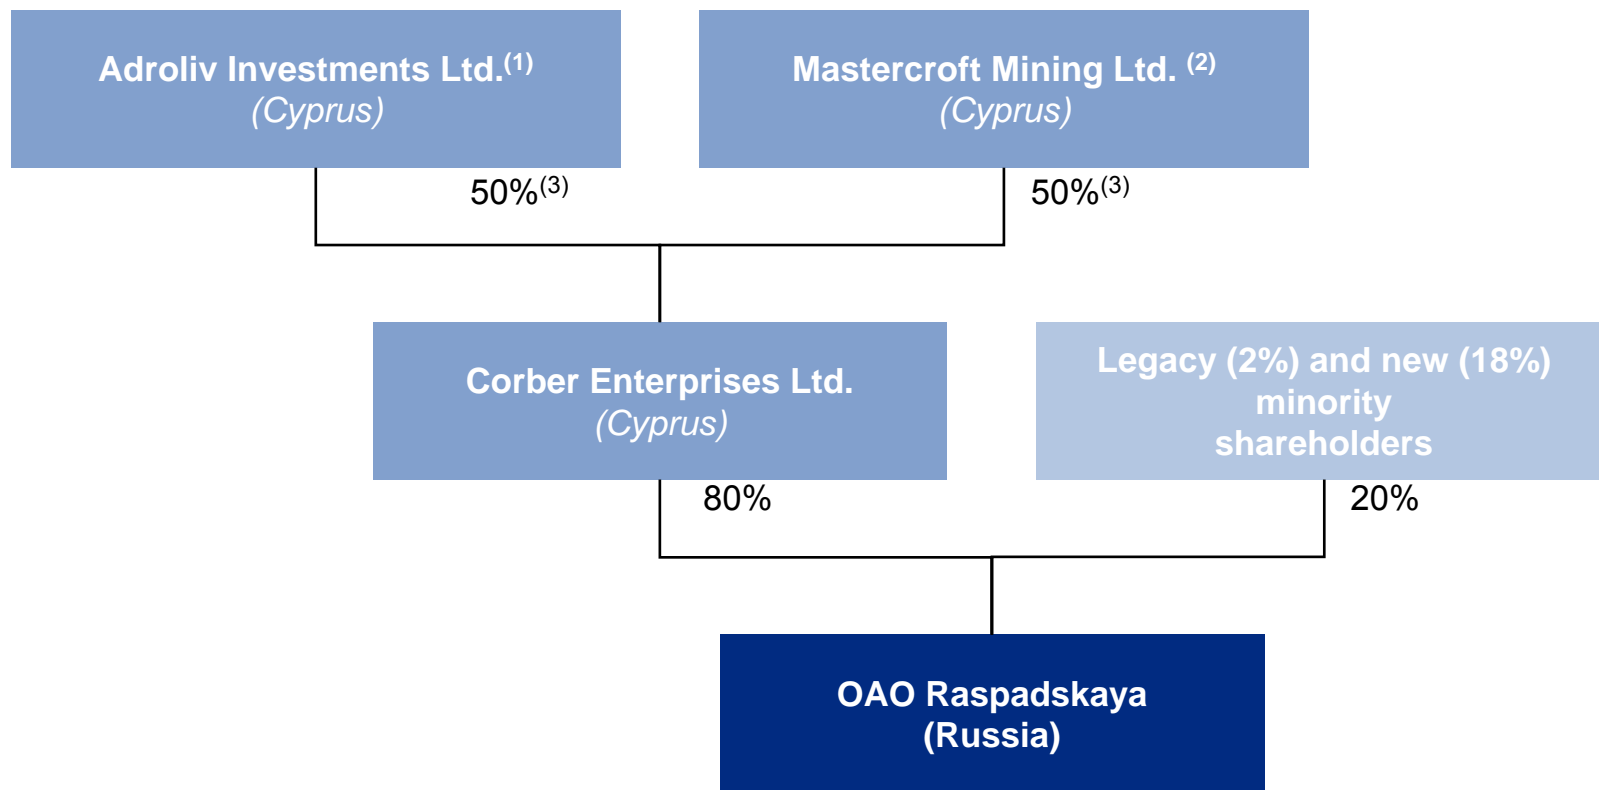 Adroliv Investments Ltd.(1)
(Cyprus)
Mastercroft Mining Ltd. (2)
(Cyprus)
50%(3)
50%(3)
Corber Enterprises Ltd.
(Cyprus)
Legacy (2%) and new (18%)
minority
shareholders
80%
20%
OAO Raspadskaya
(Russia)